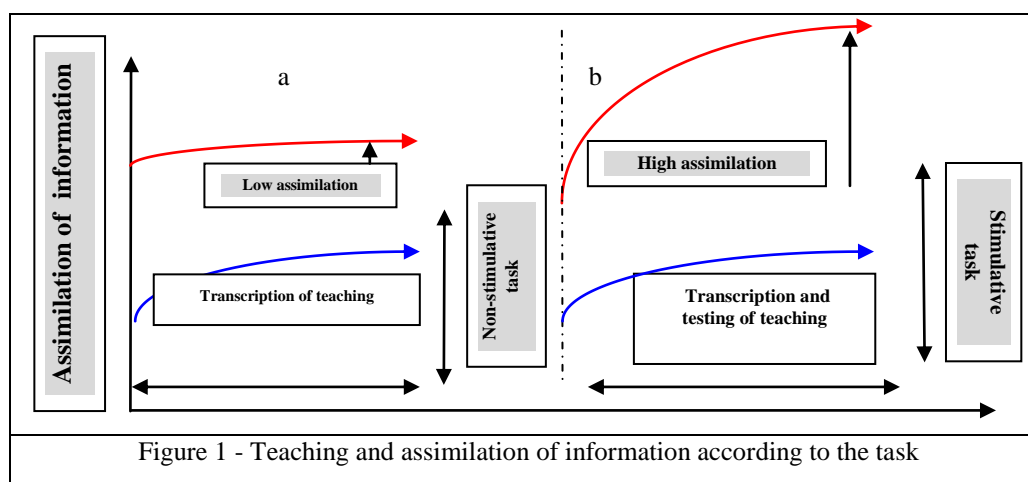 Assimilation of information
a
b
Low assimilation
High assimilation
Transcription of teaching
Non-stimulative
task
Transcription and
testing of teaching
Stimulative
task
Figure 1 - Teaching and assimilation of information according to the task